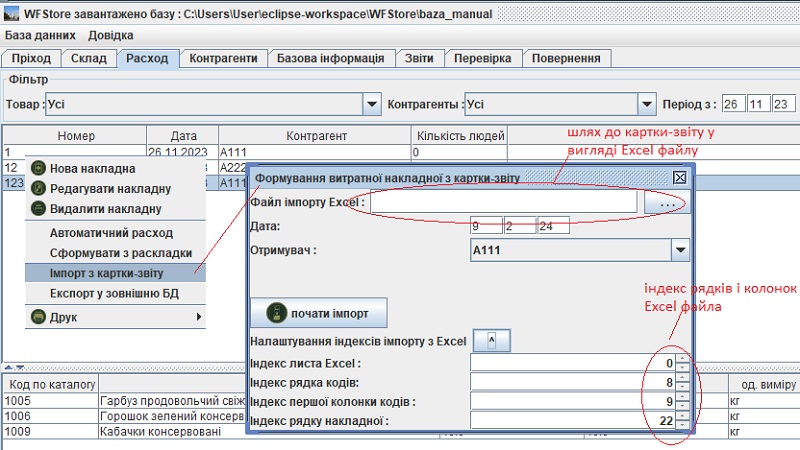 WFStore завантажено базу : C:\Users\User\eclipse-workspace\WFStore\baza_manual
База данних Довідка
Пріход Склад Расход Контрагенти Базова інформація Звіти Перевірка Повернення
Фільтр
Товар : Усі Контрагенты : Усі Період з : 26 11 23
Номер Дата Контрагент Кількість людей
1 26.11.2023 A111 0
12 A222
123 A111
Нова накладна
Редагувати накладну
Видалити накладну
Автоматичний расход
Сформувати з раскладки
Імпорт з картки-звіту
Експорт у зовнішню БД
Друк
шлях до картки-звіту у
вигляді Excel файлу
Формування витратної накладної з картки-звіту
Файл імпорту Excel : ...
Дата: 9 2 24
Отримувач : A111
почати імпорт
Налаштування індексів імпорту з Excel ^
Індекс листа Excel : 0
Індекс рядка кодів: 8
Індекс першої колонки кодів : 9
Індекс рядку накладної : 22
індекс рядків і колонок
Excel файла
Код по каталогу од. виміру
1005 Гарбуз продовольчий свіж кг
1006 Горошок зелений консерв кг
1009 Кабачки консервовані кг